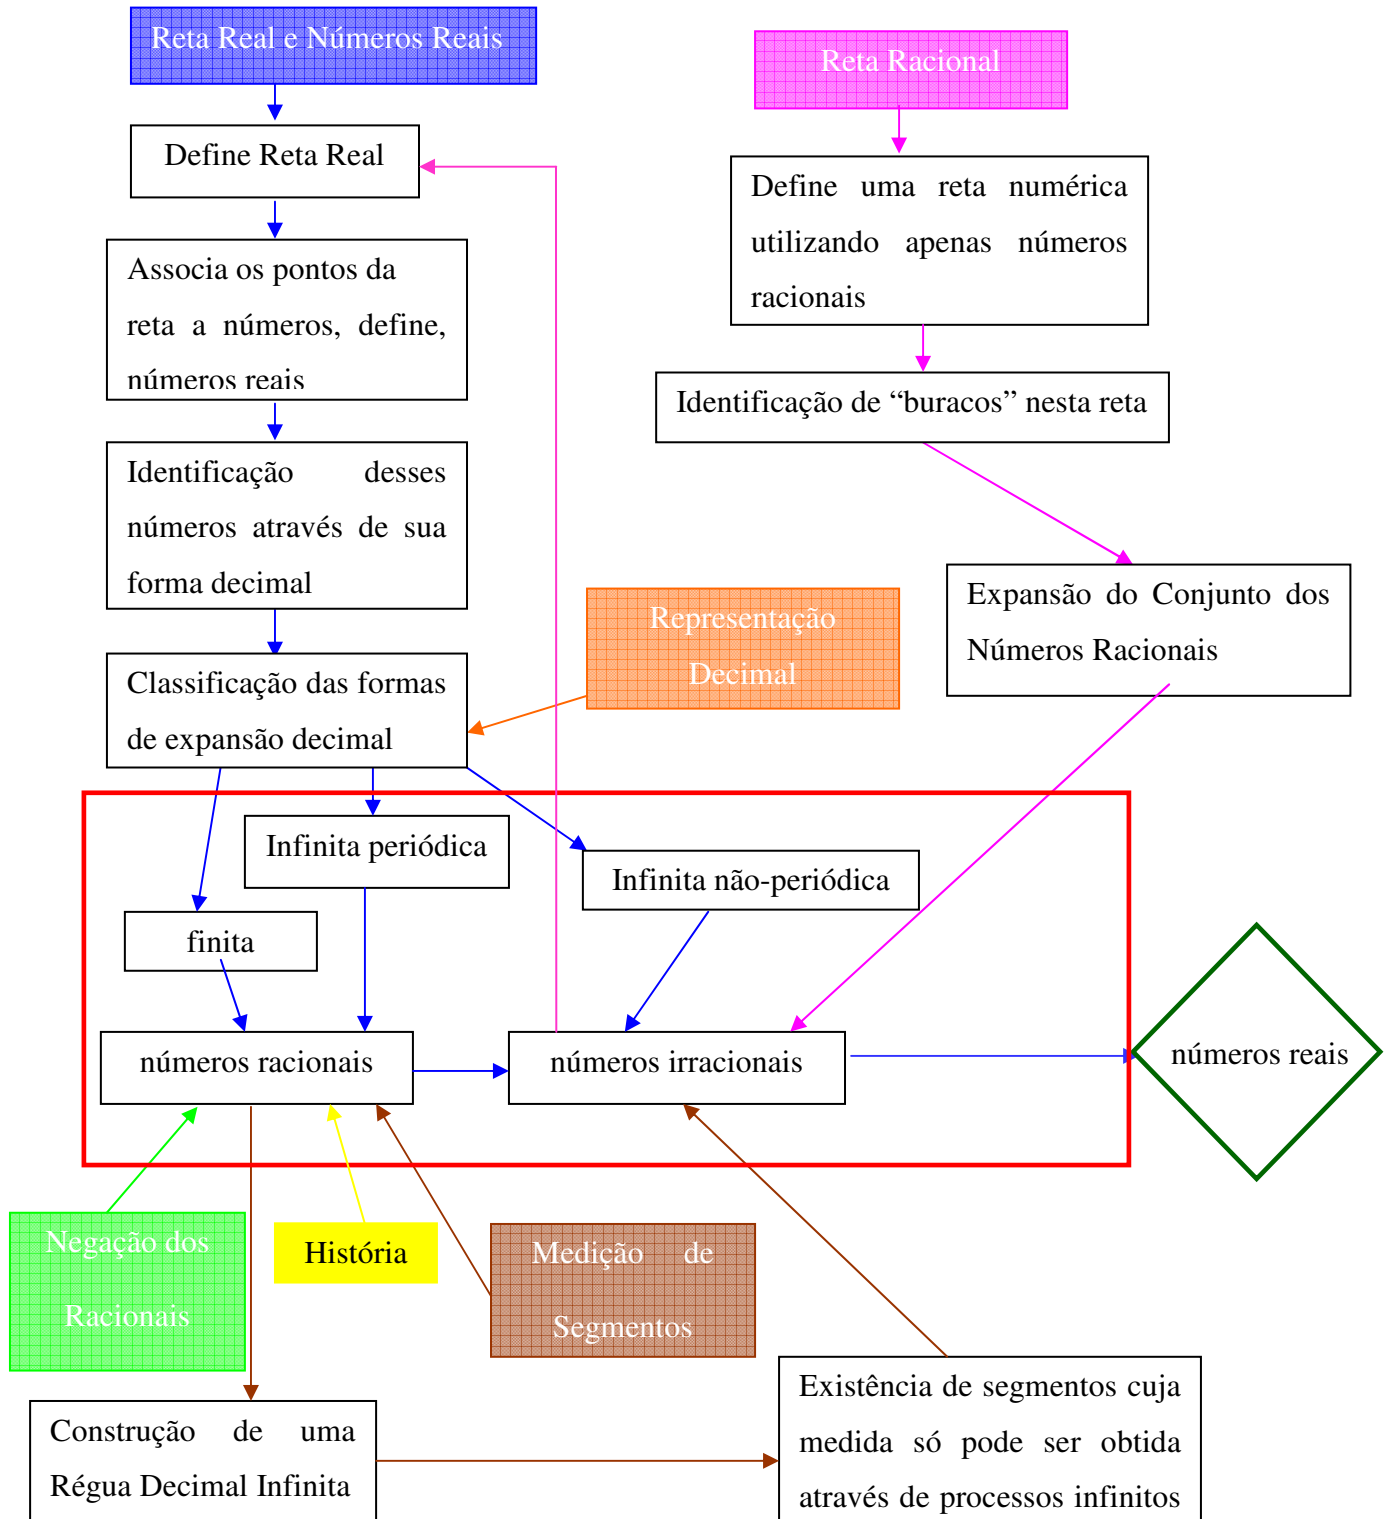 Reta Real e Números Reais
Reta Racional
Define Reta Real
Define uma reta numérica
utilizando apenas números
racionais
Associa os pontos da
reta a números, define,
números reais
Identificação de “buracos” nesta reta
Identificação desses
números através de sua
forma decimal
Expansão do Conjunto dos
Números Racionais
Representação
Decimal
Classificação das formas
de expansão decimal
Infinita periódica
Infinita não-periódica
finita
números racionais
números irracionais
números reais
Negação dos
Racionais
História
Medição de
Segmentos
Construção de uma
Régua Decimal Infinita
Existência de segmentos cuja
medida só pode ser obtida
através de processos infinitos